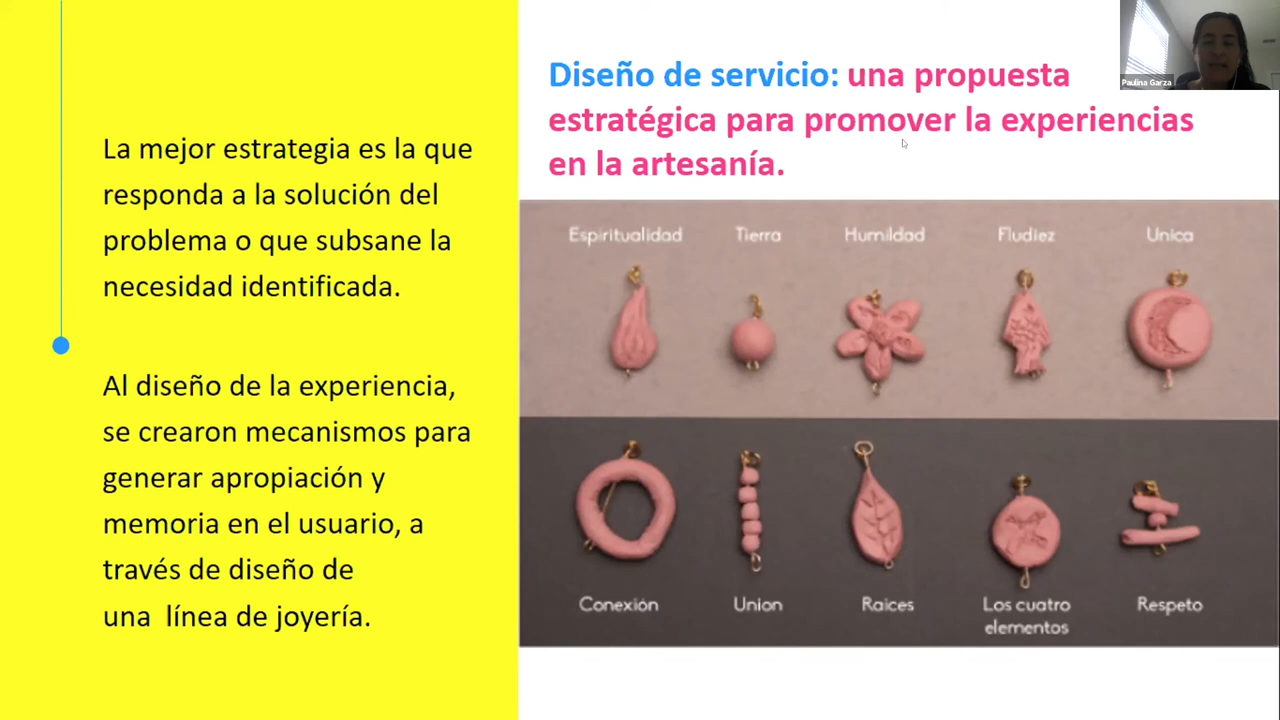 La mejor estrategia es la que
responda a la solución del
problema o que subsane la
necesidad identificada.
Al diseño de la experiencia,
se crearon mecanismos para
generar apropiación y
memoria en el usuario, a
través de diseño de
una línea de joyería.
Diseño de servicio: una propuesta
estratégica para promover la experiencias
en la artesanía.
Espiritualidad Tierra Humildad Fludiez Unica
Conexión Union Raices Los cuatro elementos Respeto
Paulina Garza